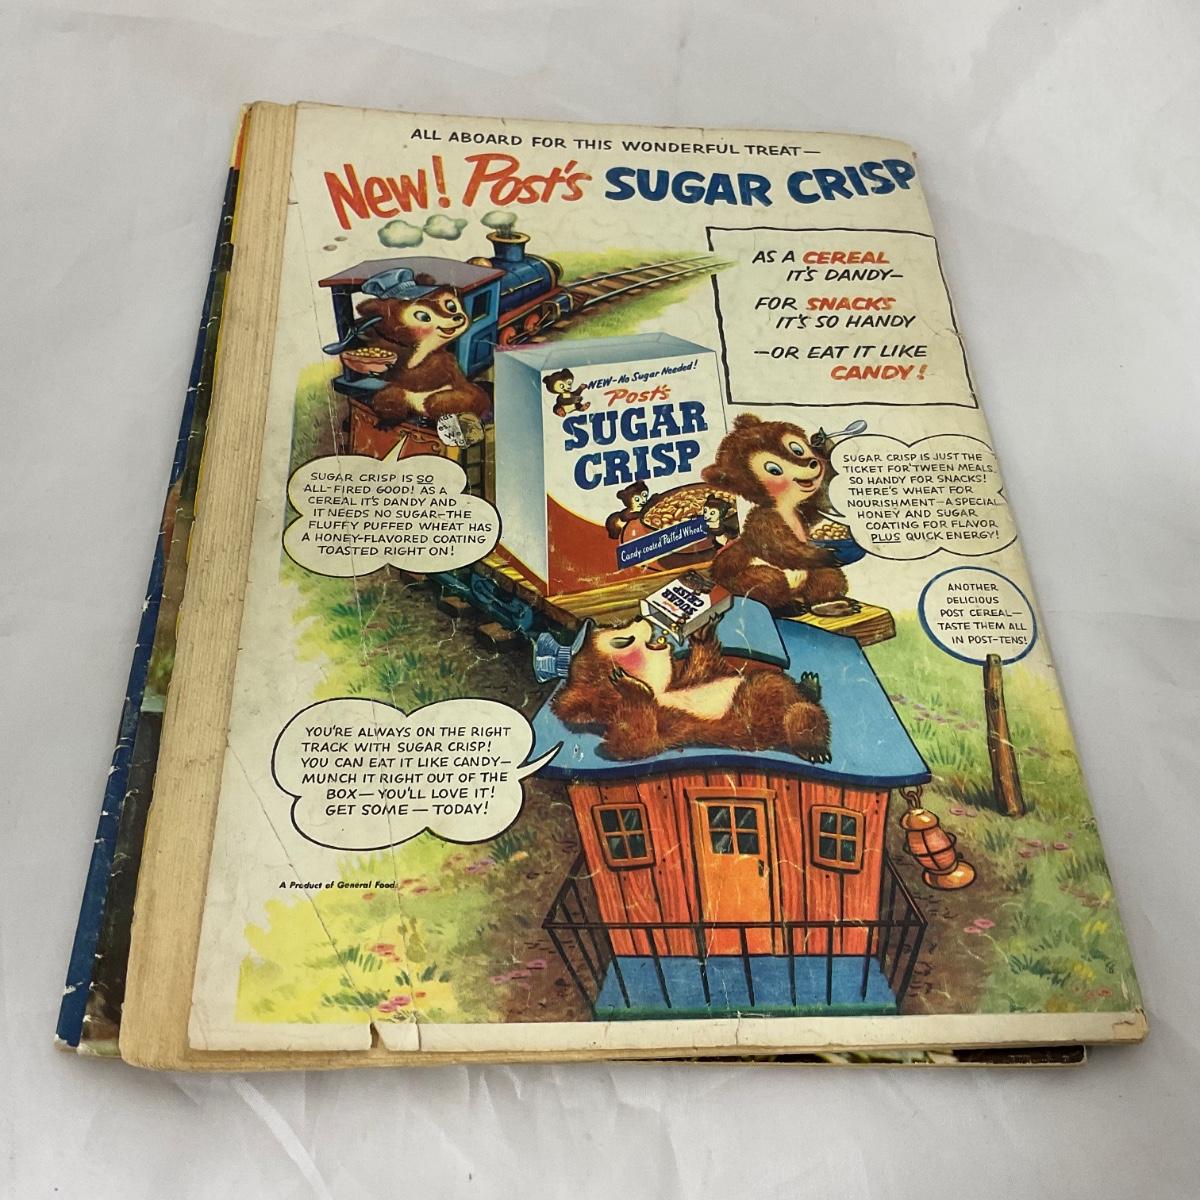 ALL ABOARD FOR THIS WONDERFUL TREAT—
New! Post's SUGAR CRISP
AS A CEREAL
IT'S DANDY—
FOR SNACKS
IT'S SO HANDY
—OR EAT IT LIKE
CANDY!
NEW-No Sugar Needed!
Post's
SUGAR
CRISP
Candy-coated Puffed Wheat
SUGAR CRISP IS SO
ALL-FIRED GOOD! AS A
CEREAL IT'S DANDY AND
IT NEEDS NO SUGAR—THE
FLUFFY PUFFED WHEAT HAS
A HONEY-FLAVORED COATING
TOASTED RIGHT ON!
SUGAR CRISP IS JUST THE
TICKET FOR 'TWEEN MEALS.
SO HANDY FOR SNACKS!
THERE'S WHEAT FOR
NOURISHMENT—A SPECIAL
HONEY AND SUGAR
COATING FOR FLAVOR
PLUS QUICK ENERGY!
ANOTHER
DELICIOUS
POST CEREAL—
TASTE THEM ALL
IN POST-TENS!
SUGAR
CRISP
YOU'RE ALWAYS ON THE RIGHT
TRACK WITH SUGAR CRISP!
YOU CAN EAT IT LIKE CANDY—
MUNCH IT RIGHT OUT OF THE
BOX—YOU'LL LOVE IT!
GET SOME—TODAY!
A Product of General Foods